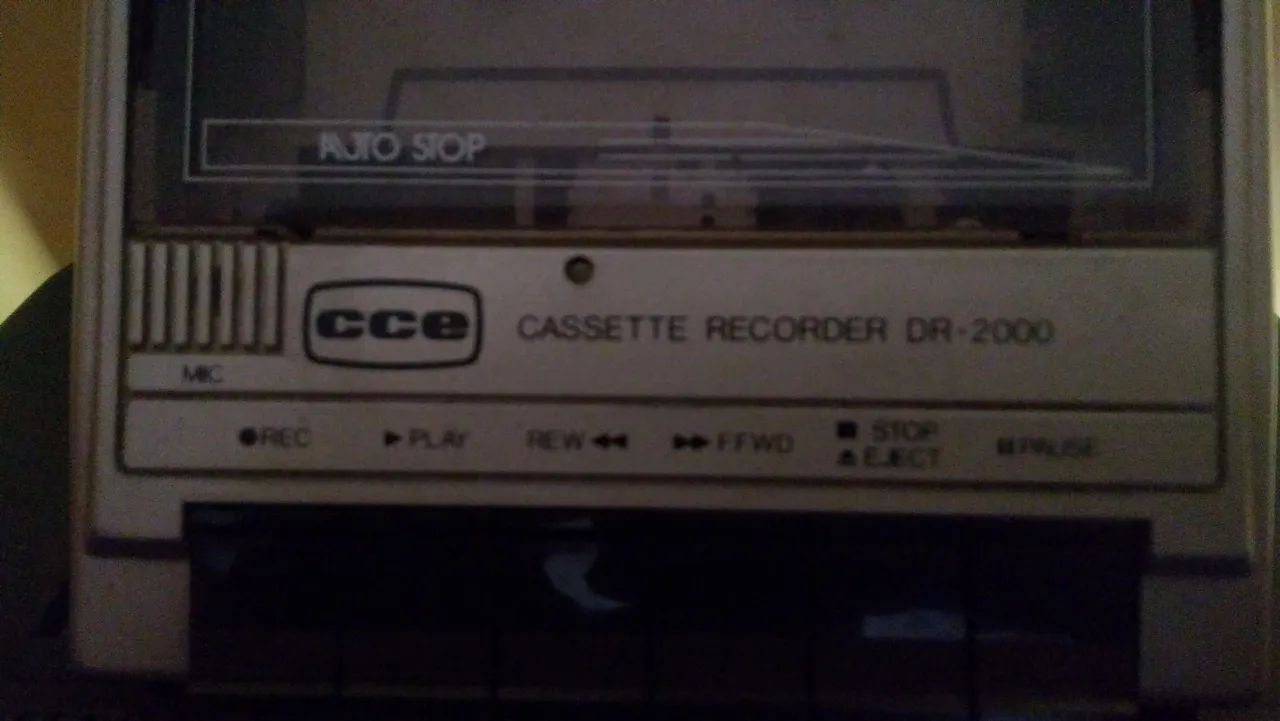 AUTO STOP
cce
CASSETTE RECORDER DR-2000
MIC
REC PLAY REW FFWD STOP EJECT PAUSE